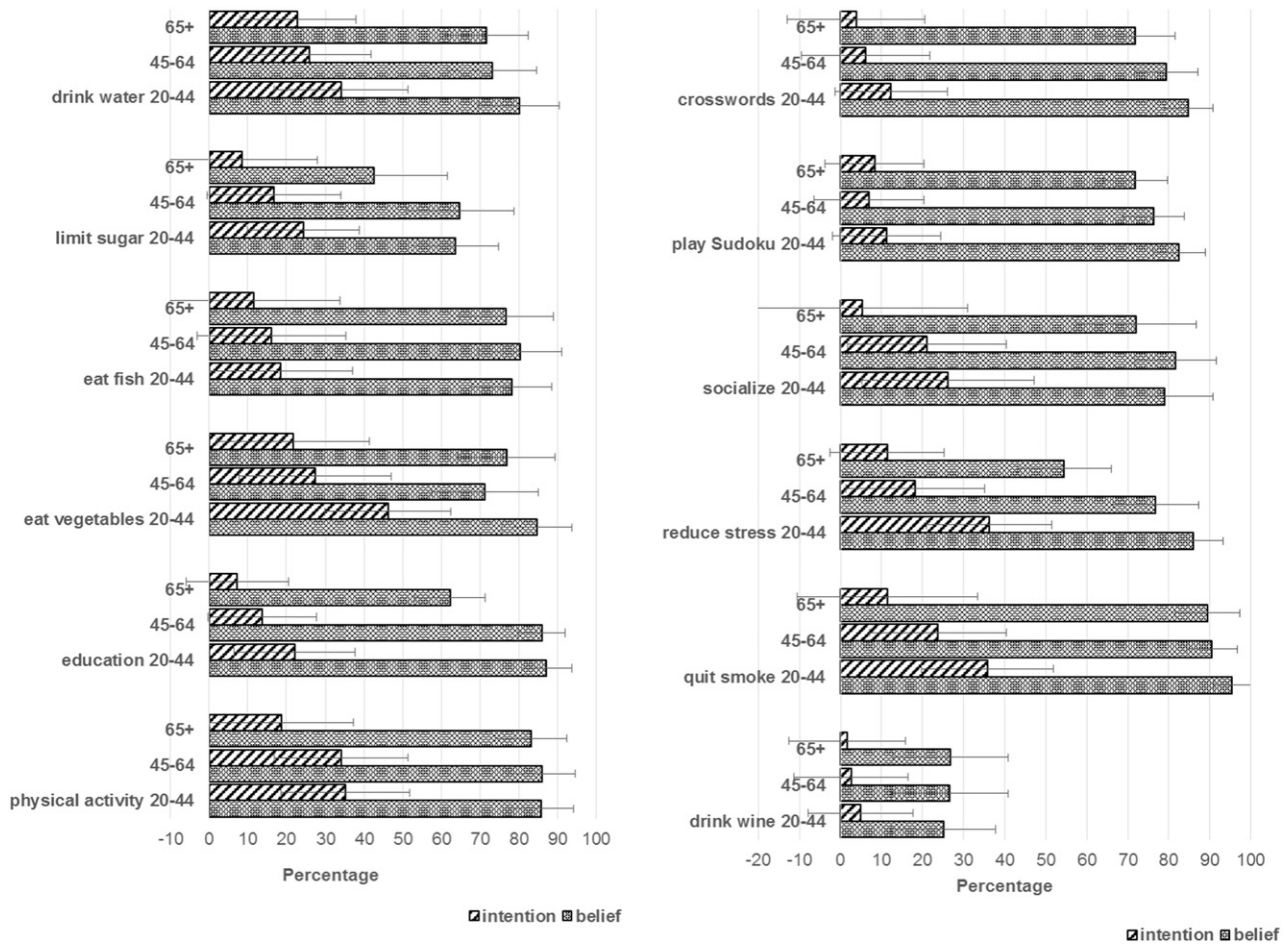 65+
45-64
drink water 20-44
65+
45-64
limit sugar 20-44
65+
45-64
eat fish 20-44
65+
45-64
eat vegetables 20-44
65+
45-64
education 20-44
65+
45-64
physical activity 20-44
-10 0 10 20 30 40 50 60 70 80 90 100
Percentage
intention belief
65+
45-64
crosswords 20-44
65+
45-64
play Sudoku 20-44
65+
45-64
socialize 20-44
65+
45-64
reduce stress 20-44
65+
45-64
quit smoke 20-44
65+
45-64
drink wine 20-44
-20 -10 0 10 20 30 40 50 60 70 80 90 100
Percentage
intention belief